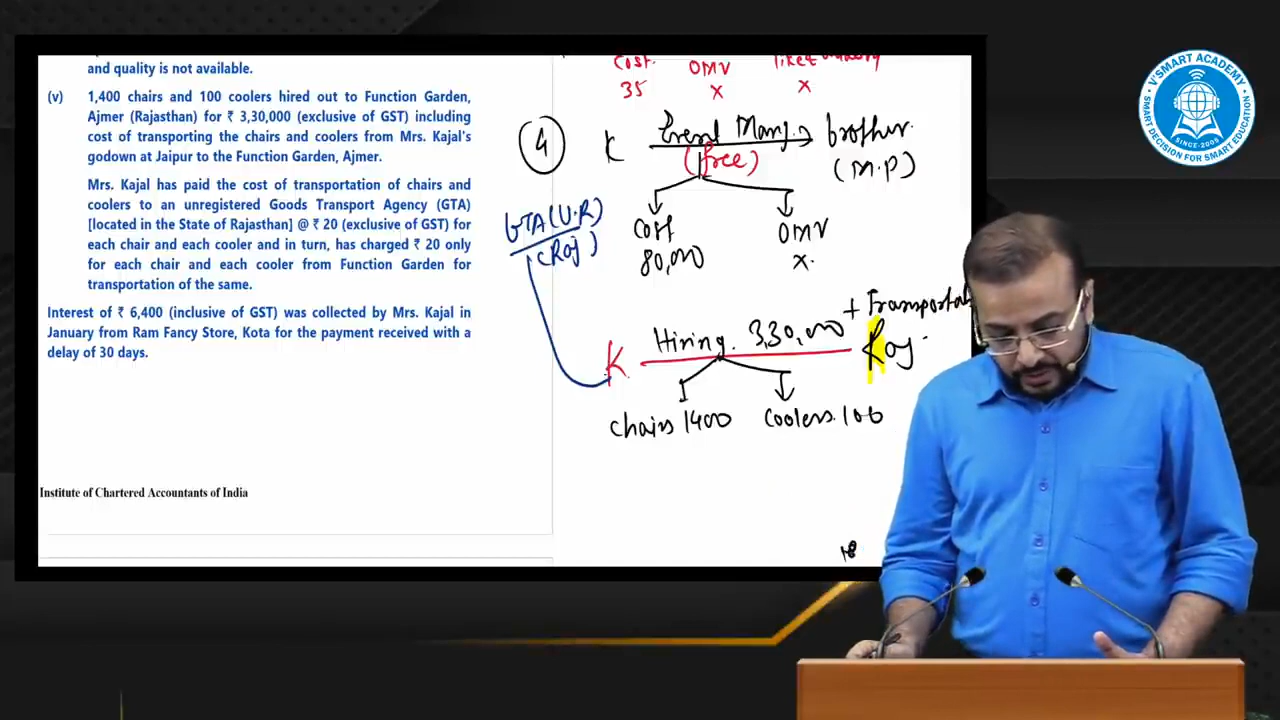 and quality is not available.
(v) 1,400 chairs and 100 coolers hired out to Function Garden,
Ajmer (Rajasthan) for ₹ 3,30,000 (exclusive of GST) including
cost of transporting the chairs and coolers from Mrs. Kajal's
godown at Jaipur to the Function Garden, Ajmer.
Mrs. Kajal has paid the cost of transportation of chairs and
coolers to an unregistered Goods Transport Agency (GTA)
[located in the State of Rajasthan] @ ₹ 20 (exclusive of GST) for
each chair and each cooler and in turn, has charged ₹ 20 only
for each chair and each cooler from Function Garden for
transportation of the same.
Interest of ₹ 6,400 (inclusive of GST) was collected by Mrs. Kajal in
January from Ram Fancy Store, Kota for the payment received with a
delay of 30 days.
Institute of Chartered Accountants of India
Cost OMV
35 x x
4 K Event Mang. brother
(free) (M.P)
GTA (U.R)
(Raj)
Cost OMV
80,000 x.
+ Transportat
K Hiring. 3,30,000 Raj.
chairs 1400 Coolers. 100
18
V'SMART ACADEMY
SINCE-2005
SMART DECISION FOR SMART EDUCATION